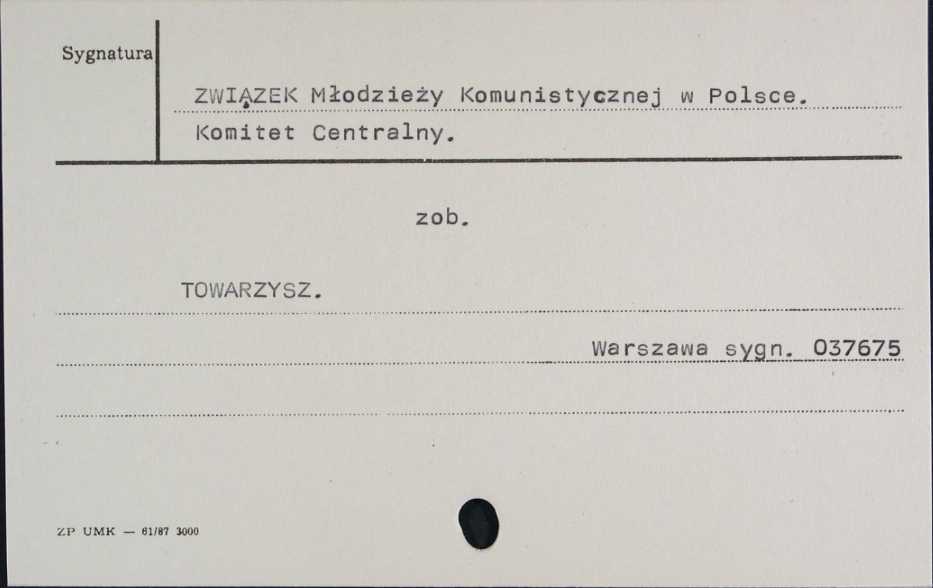 Sygnatura
ZWIĄZEK Młodzieży Komunistycznej w Polsce.
Komitet Centralny.
zob.
TOWARZYSZ.
Warszawa sygn. 037675
ZP UMK — 61/87 3000